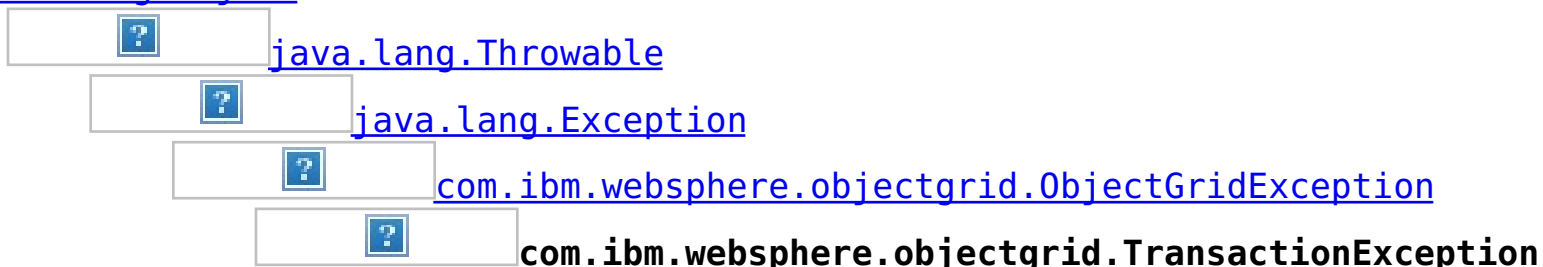 java.lang.Throwable
java.lang.Exception
com.ibm.websphere.objectgrid.ObjectGridException
com.ibm.websphere.objectgrid.TransactionException